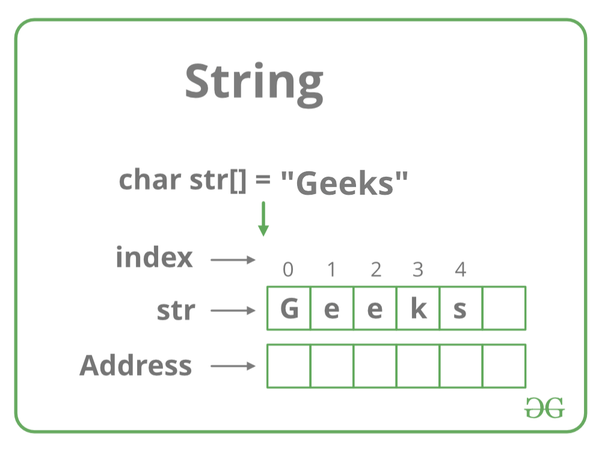 String
char str[] = "Geeks"
index
0 1 2 3 4
str G e e k s
Address
GG